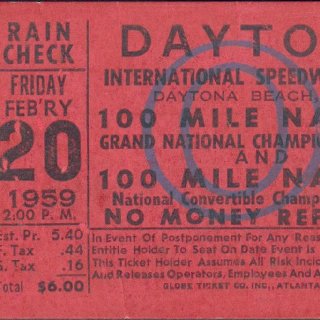 RAIN
CHECK
FRIDAY
FEB'RY
20
1959
2:00 P. M.
Est. Pr. 5.40
F. Tax .44
S. Tax .16
Total $6.00
DAYTO
INTERNATIONAL SPEEDW
DAYTONA BEACH,
100 MILE NA
GRAND NATIONAL CHAMPIO
AND
100 MILE NA
National Convertible Champ
NO MONEY REF
In Event Of Postponement For Any Reas
Entitle Holder To Seat On Date Event Is
This Ticket Holder Assumes All Risk Incid
And Releases Operators, Employees And A
GLOBE TICKET CO. INC., ATLANTA